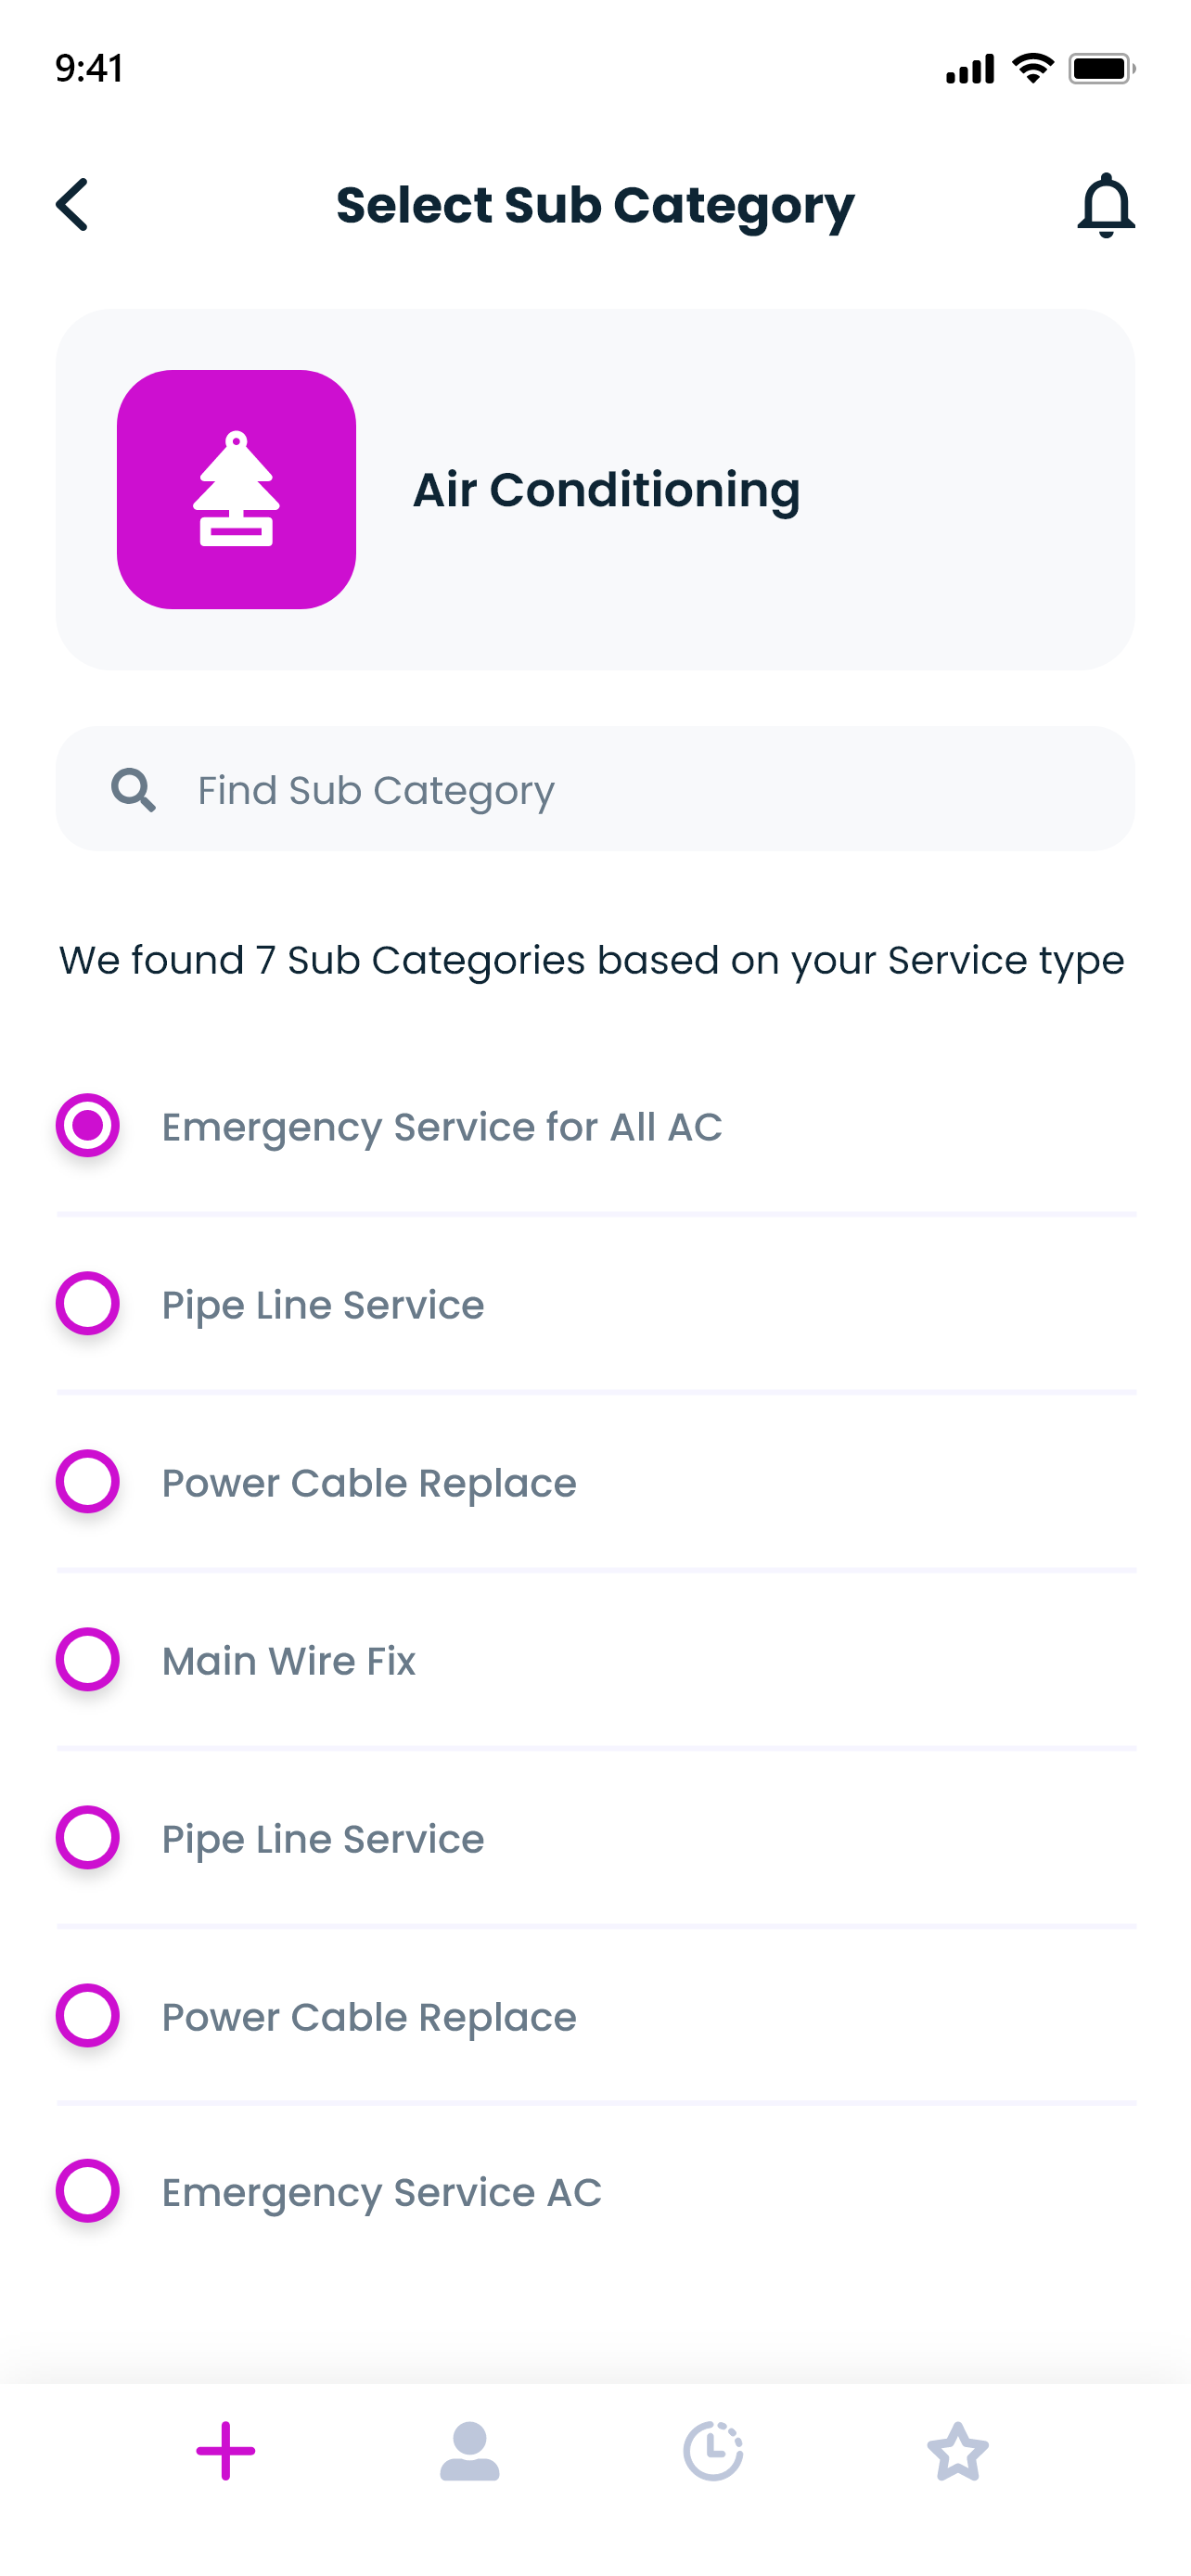 9:41
Select Sub Category
Air Conditioning
Find Sub Category
We found 7 Sub Categories based on your Service type
Emergency Service for All AC
Pipe Line Service
Power Cable Replace
Main Wire Fix
Pipe Line Service
Power Cable Replace
Emergency Service AC